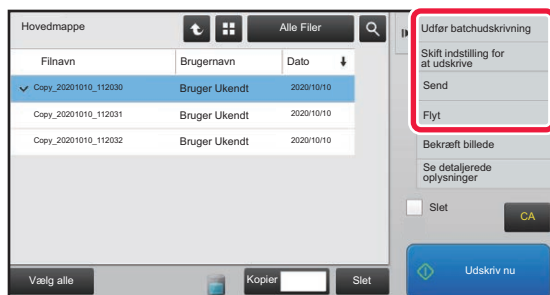 Hovedmappe
Alle Filer
Filnavn
Brugernavn
Dato
Copy_20201010_112030
Bruger Ukendt
2020/10/10
Copy_20201010_112031
Bruger Ukendt
2020/10/10
Copy_20201010_112032
Bruger Ukendt
2020/10/10
Vælg alle
Kopier
Slet
Udfør batchudskrivning
Skift indstilling for
at udskrive
Send
Flyt
Bekræft billede
Se detaljerede
oplysninger
Slet
CA
Udskriv nu